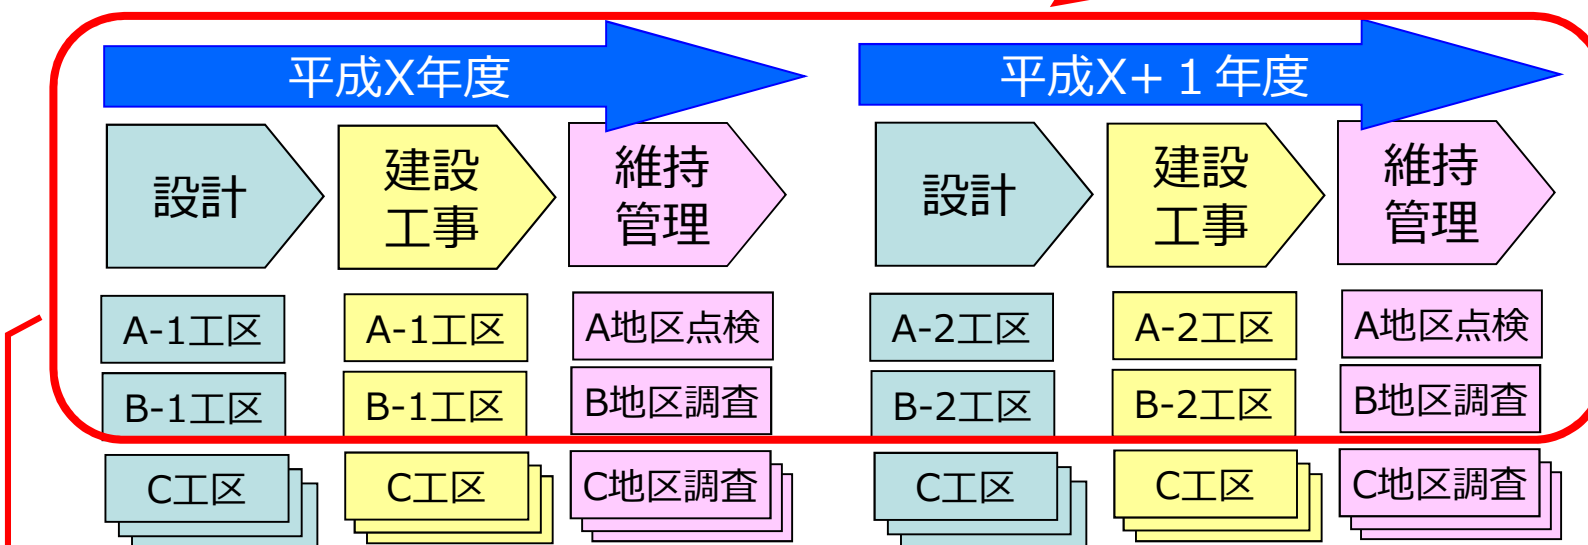 平成X年度
平成X+１年度
設計
建設
工事
維持
管理
設計
建設
工事
維持
管理
A-1工区
A-1工区
A地区点検
A-2工区
A-2工区
A地区点検
B-1工区
B-1工区
B地区調査
B-2工区
B-2工区
B地区調査
C工区
C工区
C地区調査
C工区
C工区
C地区調査